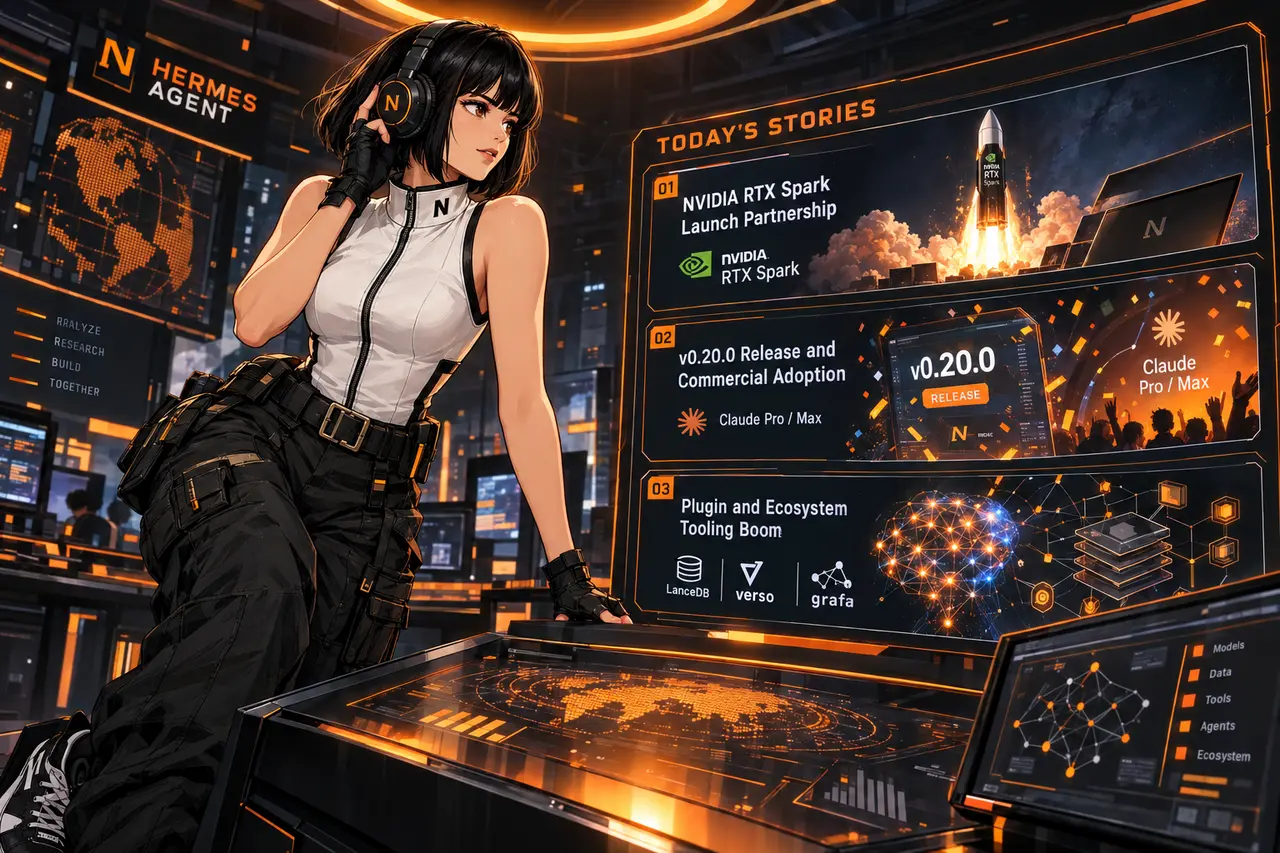 N
HERMES
AGENT
RRALYZE
RESEARCH
BUILD
TOGETHER
N
N
TODAY'S STORIES
01
NVIDIA RTX Spark
Launch Partnership
NVIDIA
RTX Spark
NVIDIA
RTX
Spark
N
02
v0.20.0 Release and
Commercial Adoption
Claude Pro / Max
v0.20.0
RELEASE
N
Claude
Pro / Max
03
Plugin and Ecosystem
Tooling Boom
LanceDB
verso
grafa
Models
Data
Tools
Agents
Ecosystem